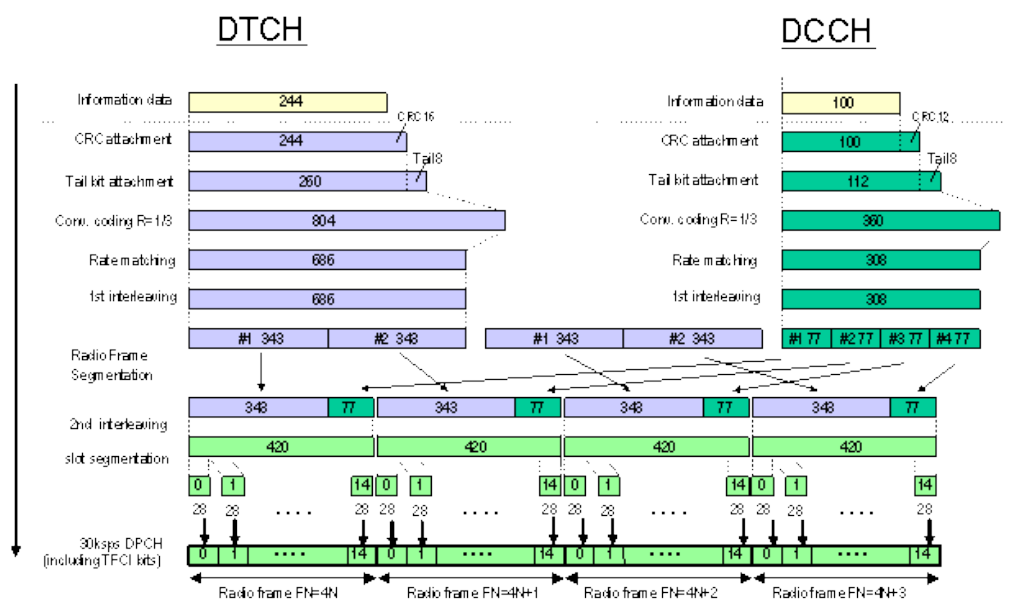 DTCH
DCCH
Information data
244
Information data
100
CRC16
CRC12
CRC attachment
244
CRC attachment
100
Tail8
Tail8
Tail bit attachment
260
Tail bit attachment
112
Conv. coding R=1/3
804
Conv. coding R=1/3
360
Rate matching
686
Rate matching
308
1st interleaving
686
1st interleaving
308
#1 343
#2 343
#1 343
#2 343
#1 77
#2 77
#3 77
#4 77
Radio Frame
Segmentation
343
77
343
77
343
77
343
77
2nd interleaving
420
420
420
420
slot segmentation
0
1
14
0
1
14
0
1
14
0
1
14
28
28
....
28
28
28
....
28
28
28
....
28
28
28
....
28
30ksps DPCH
(including TFCI bits)
0
1
....
14
0
1
....
14
0
1
....
14
0
1
....
14
Radio frame FN=4N
Radio frame FN=4N+1
Radio frame FN=4N+2
Radio frame FN=4N+3